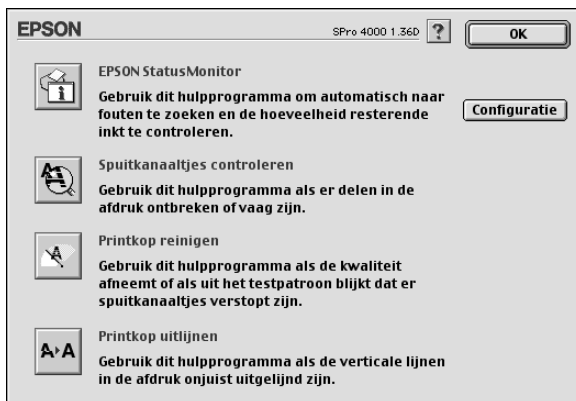 EPSON
SPro 4000 1.36D
?
OK
EPSON StatusMonitor
Gebruik dit hulpprogramma om automatisch naar
fouten te zoeken en de hoeveelheid resterende
inkt te controleren.
Configuratie
Spuitkanaaltjes controleren
Gebruik dit hulpprogramma als er delen in de
afdruk ontbreken of vaag zijn.
Printkop reinigen
Gebruik dit hulpprogramma als de kwaliteit
afneemt of als uit het testpatroon blijkt dat er
spuitkanaaltjes verstopt zijn.
Printkop uitlijnen
Gebruik dit hulpprogramma als de verticale lijnen
in de afdruk onjuist uitgelijnd zijn.